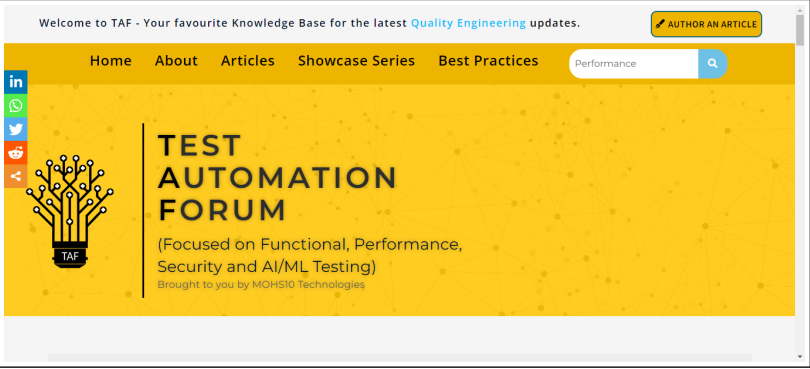 Welcome to TAF - Your favourite Knowledge Base for the latest Quality Engineering updates.
AUTHOR AN ARTICLE
Home About Articles Showcase Series Best Practices
Performance
in
TEST
AUTOMATION
FORUM
(Focused on Functional, Performance,
Security and AI/ML Testing)
Brought to you by MOHS10 Technologies
TAF